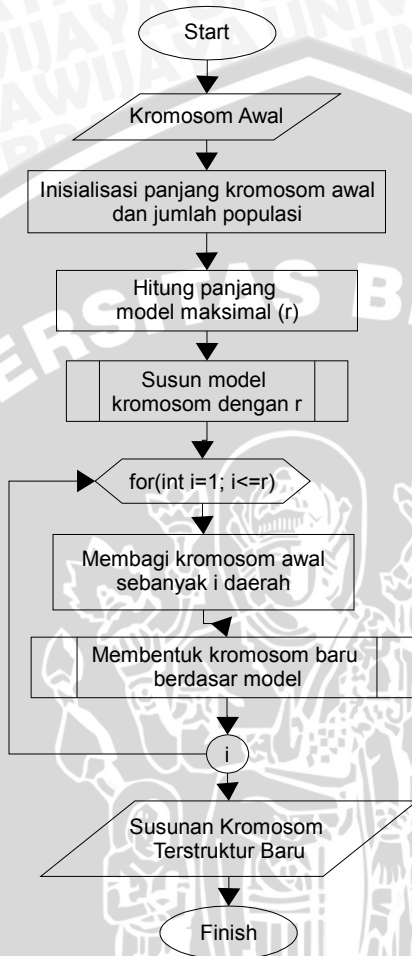 Start
Kromosom Awal
Inisialisasi panjang kromosom awal
dan jumlah populasi
Hitung panjang
model maksimal (r)
Susun model
kromosom dengan r
for(int i=1; i<=r)
Membagi kromosom awal
sebanyak i daerah
Membentuk kromosom baru
berdasar model
i
Susunan Kromosom
Terstruktur Baru
Finish